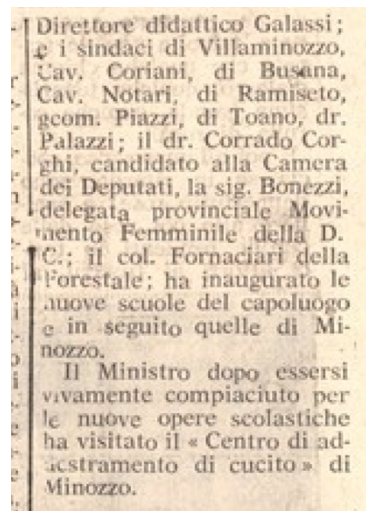 Direttore didattico Galassi;
e i sindaci di Villaminozzo,
Cav. Coriani, di Busana,
Cav. Notari, di Ramiseto,
geom. Piazzi, di Toano, dr.
Palazzi; il dr. Corrado Cor-
ghi, candidato alla Camera
dei Deputati, la sig. Bonezzi,
delegata provinciale Movi-
mento Femminile della D.
C.; il col. Fornaciari della
Forestale; ha inaugurato le
nuove scuole del capoluogo
e in seguito quelle di Mi-
nozzo.
Il Ministro dopo essersi
vivamente compiaciuto per
le nuove opere scolastiche
ha visitato il « Centro di ad-
destramento di cucito » di
Minozzo.